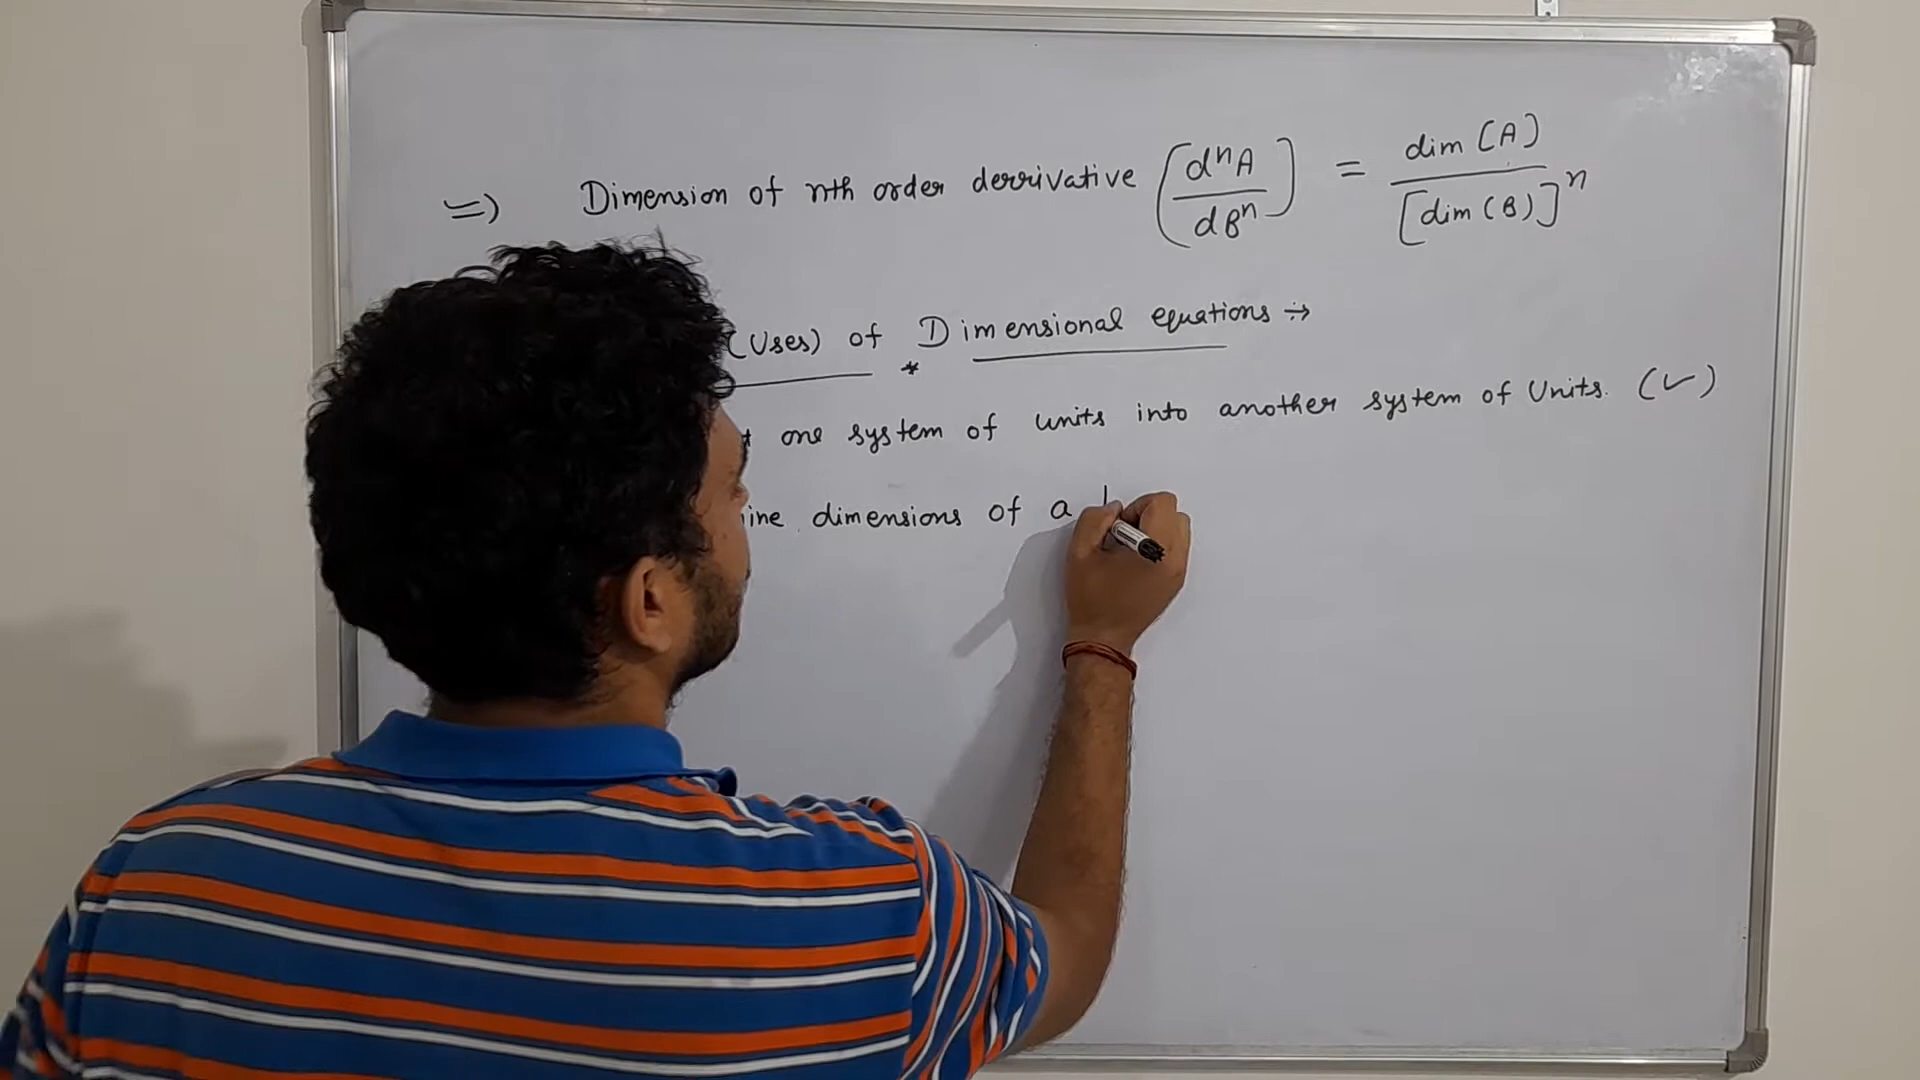 =) Dimension of nth order derrivative [dⁿA/dBⁿ] = dim [A]/[dim (B)]ⁿ
(Uses) of Dimensional equations :→
*
one system of units into another system of Units. (✓)
dimensions of a